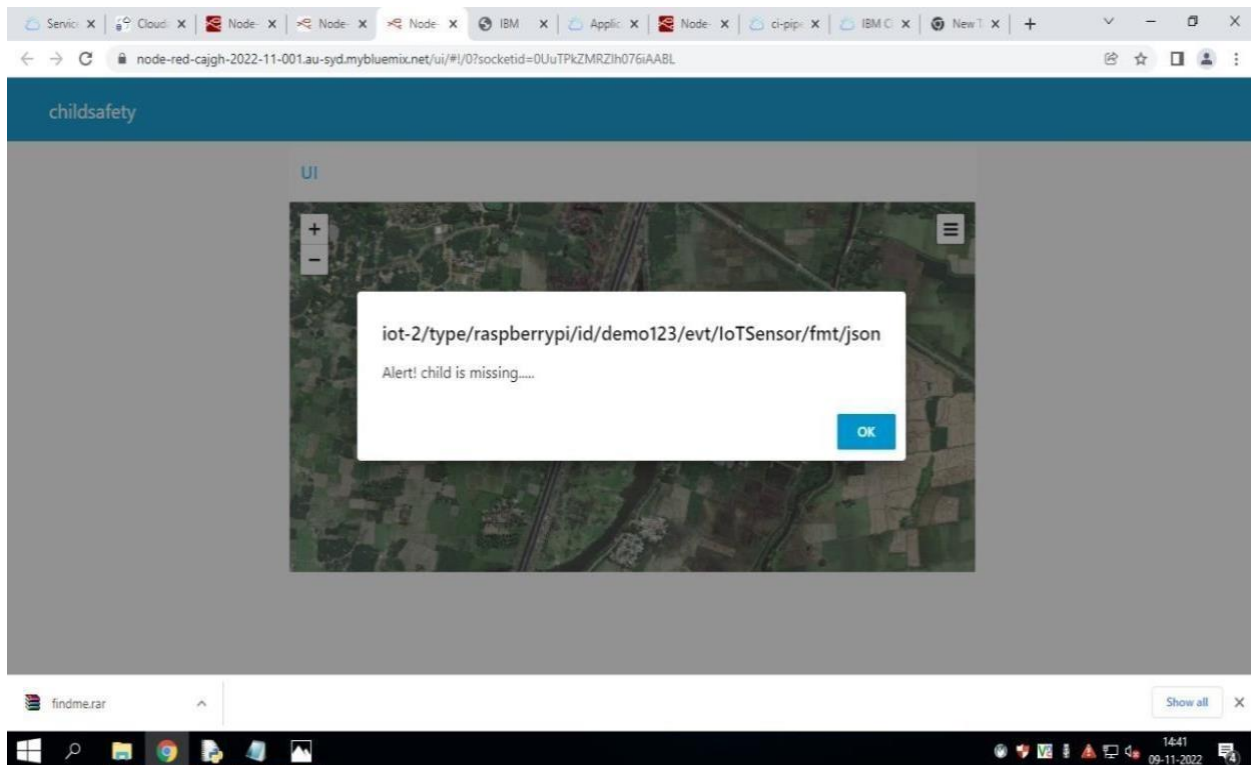 Servic
Cloud
Node-
Node-
Node-
IBM
Applic
Node-
ci-pip
IBM C
New T
node-red-cajgh-2022-11-001.au-syd.mybluemix.net/ui/#!/0?socketid=0UuTPkZMRZIh076iAABL
childsafety
UI
+
−
iot-2/type/raspberrypi/id/demo123/evt/IoTSensor/fmt/json
Alert! child is missing.....
OK
findme.rar
Show all
14:41
09-11-2022